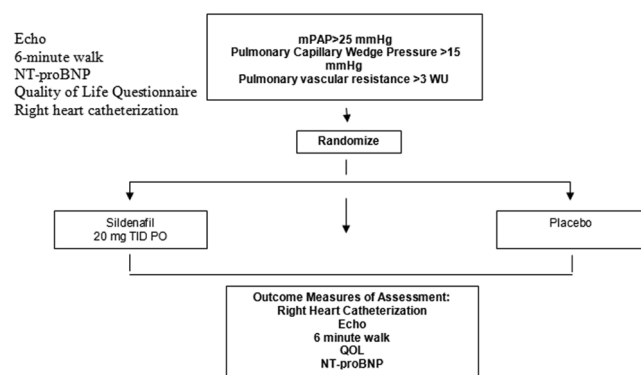 Echo
6-minute walk
NT-proBNP
Quality of Life Questionnaire
Right heart catheterization
mPAP>25 mmHg
Pulmonary Capillary Wedge Pressure >15
mmHg
Pulmonary vascular resistance >3 WU
Randomize
Sildenafil
20 mg TID PO
Placebo
Outcome Measures of Assessment:
Right Heart Catheterization
Echo
6 minute walk
QOL
NT-proBNP